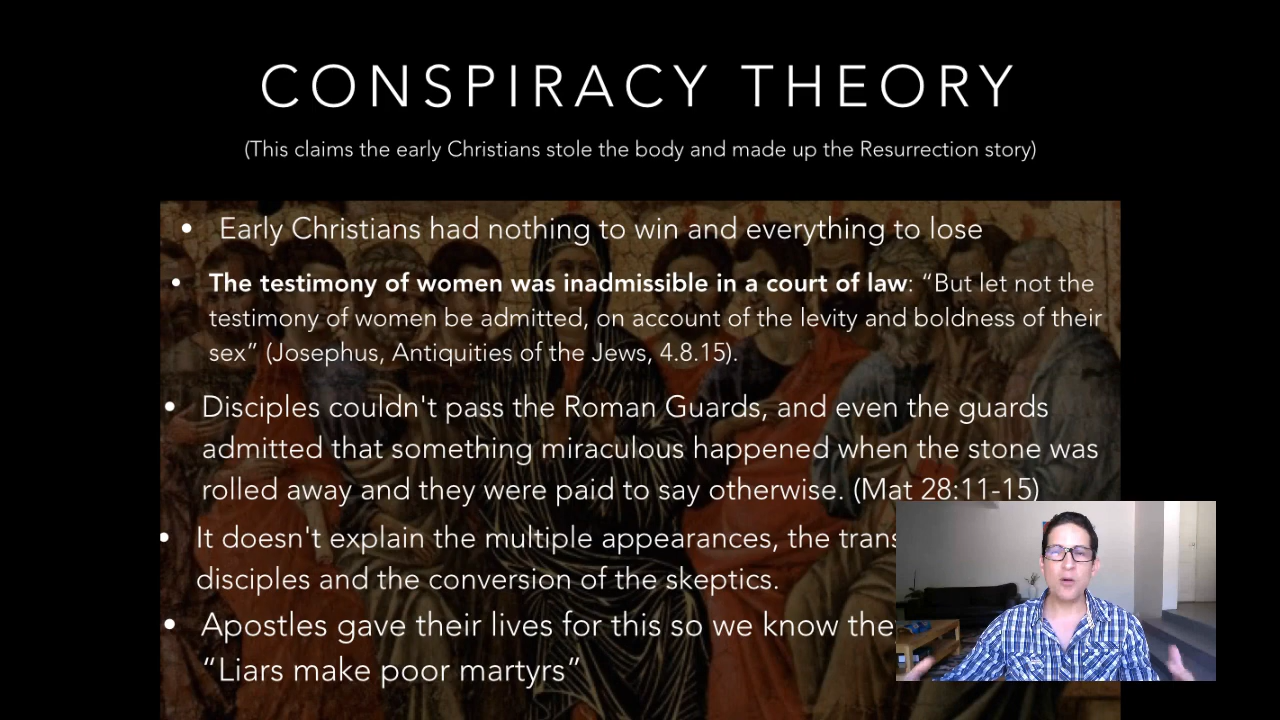 CONSPIRACY THEORY
(This claims the early Christians stole the body and made up the Resurrection story)
• Early Christians had nothing to win and everything to lose
• The testimony of women was inadmissible in a court of law: “But let not the
testimony of women be admitted, on account of the levity and boldness of their
sex” (Josephus, Antiquities of the Jews, 4.8.15).
• Disciples couldn't pass the Roman Guards, and even the guards
admitted that something miraculous happened when the stone was
rolled away and they were paid to say otherwise. (Mat 28:11-15)
• It doesn't explain the multiple appearances, the
disciples and the conversion of the skeptics.
• Apostles gave their lives for this so we know
“Liars make poor martyrs”